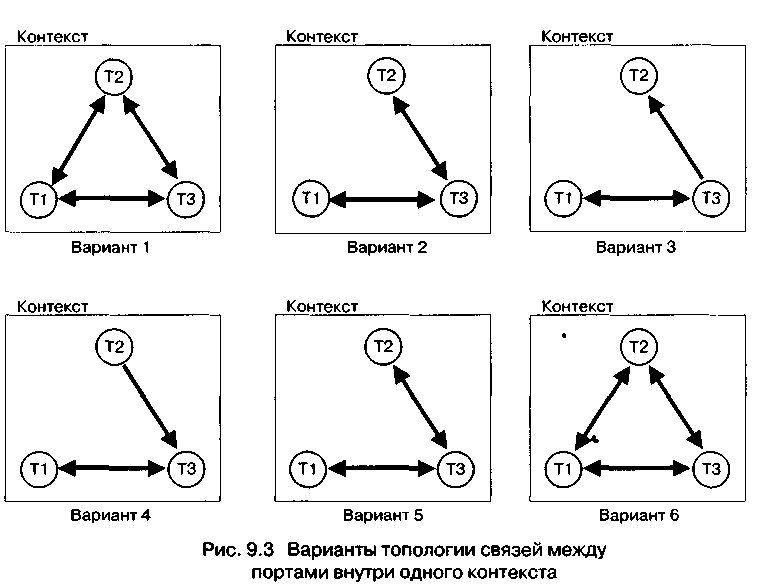 Контекст Контекст Контекст
T2 T2 T2
T1 T3 T1 T3 T1 T3
Вариант 1 Вариант 2 Вариант 3
Контекст Контекст Контекст
T2 T2 T2
T1 T3 T1 T3 T1 T3
Вариант 4 Вариант 5 Вариант 6
Рис. 9.3 Варианты топологии связей между
портами внутри одного контекста